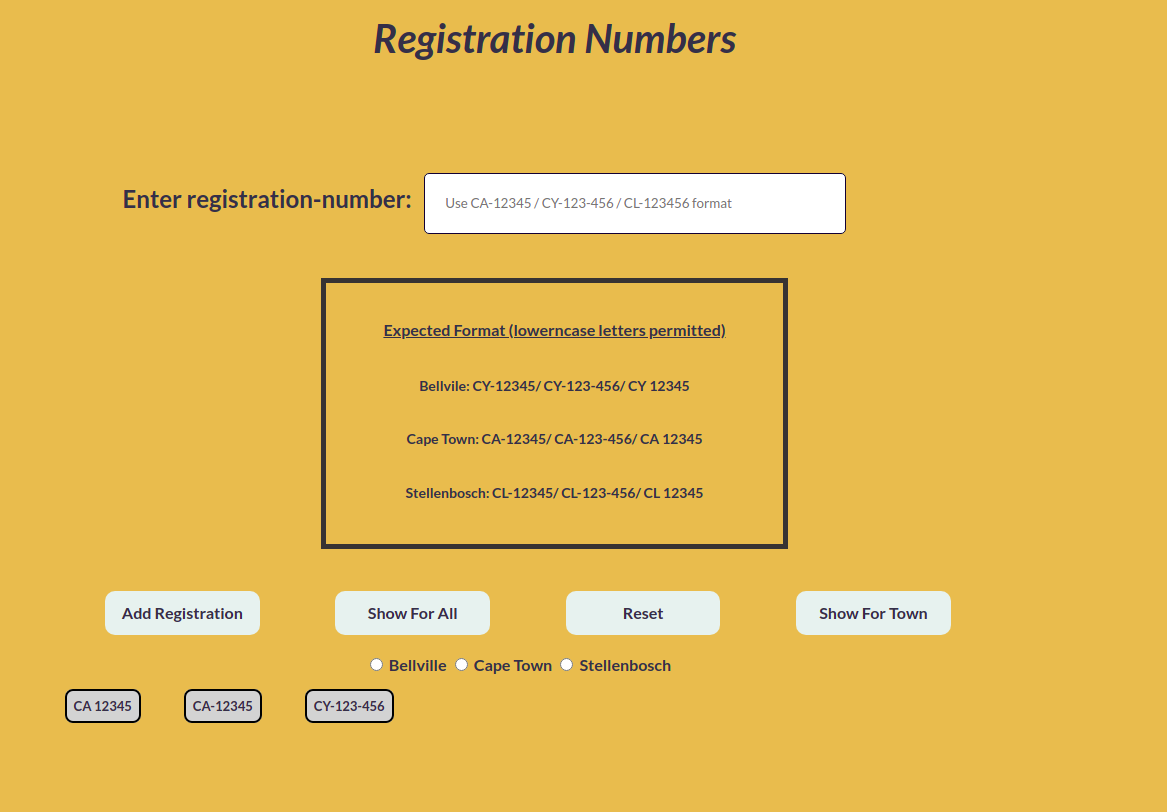 Registration Numbers
Enter registration-number: Use CA-12345 / CY-123-456 / CL-123456 format
Expected Format (lowerncase letters permitted)
Bellvile: CY-12345/ CY-123-456/ CY 12345
Cape Town: CA-12345/ CA-123-456/ CA 12345
Stellenbosch: CL-12345/ CL-123-456/ CL 12345
Add Registration Show For All Reset Show For Town
Bellville Cape Town Stellenbosch
CA 12345 CA-12345 CY-123-456